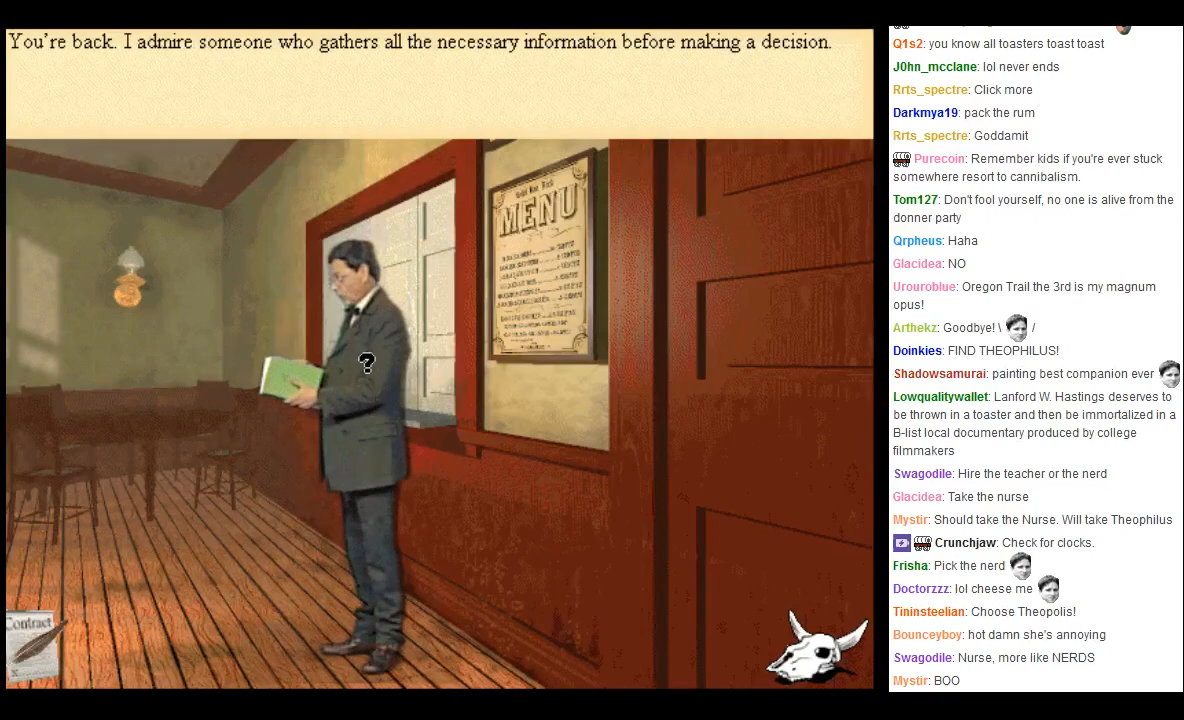 You're back. I admire someone who gathers all the necessary information before making a decision.
MENU
Contract
Q1s2: you know all toasters toast toast
J0hn_mcclane: lol never ends
Rrts_spectre: Click more
Darkmya19: pack the rum
Rrts_spectre: Goddamit
Purecoin: Remember kids if you're ever stuck
somewhere resort to cannibalism.
Tom127: Don't fool yourself, no one is alive from the
donner party
Qrpheus: Haha
Glacidea: NO
Urouroblue: Oregon Trail the 3rd is my magnum
opus!
Arthekz: Goodbye! \ /
Doinkies: FIND THEOPHILUS!
Shadowsamurai: painting best companion ever
Lowqualitywallet: Lanford W. Hastings deserves to
be thrown in a toaster and then be immortalized in a
B-list local documentary produced by college
filmmakers
Swagodile: Hire the teacher or the nerd
Glacidea: Take the nurse
Mystir: Should take the Nurse. Will take Theophilus
Crunchjaw: Check for clocks.
Frisha: Pick the nerd
Doctorzzz: lol cheese me
Tininsteelian: Choose Theopolis!
Bounceyboy: hot damn she's annoying
Swagodile: Nurse, more like NERDS
Mystir: BOO